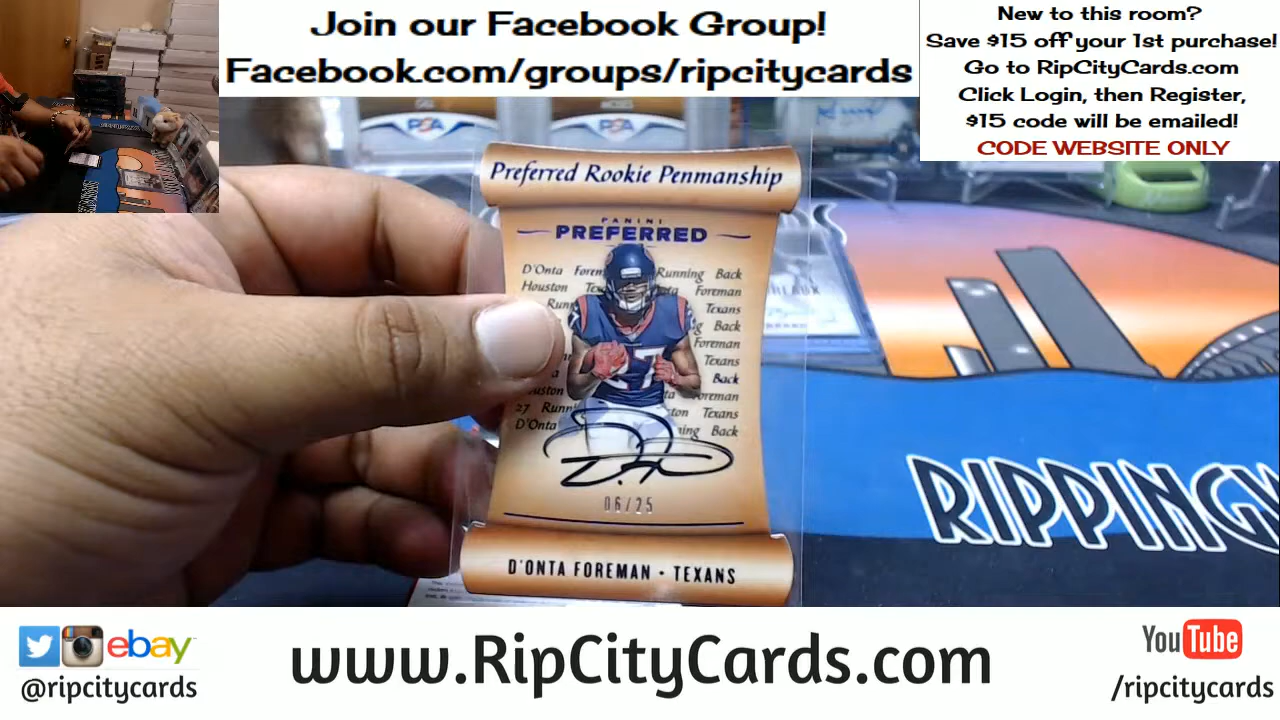 Join our Facebook Group!
Facebook.com/groups/ripcitycards
New to this room?
Save $15 off your 1st purchase!
Go to RipCityCards.com
Click Login, then Register,
$15 code will be emailed!
CODE WEBSITE ONLY
PSA
PSA
Preferred Rookie Penmanship
PANINI
PREFERRED
D'Onta Running Back
Houston Foreman
Texans
Back
Foreman
Texans
Back
27
Texans
D'Onta Back
06/25
D'ONTA FOREMAN • TEXANS
RIPPING
ebay
@ripcitycards
www.RipCityCards.com
YouTube
/ripcitycards